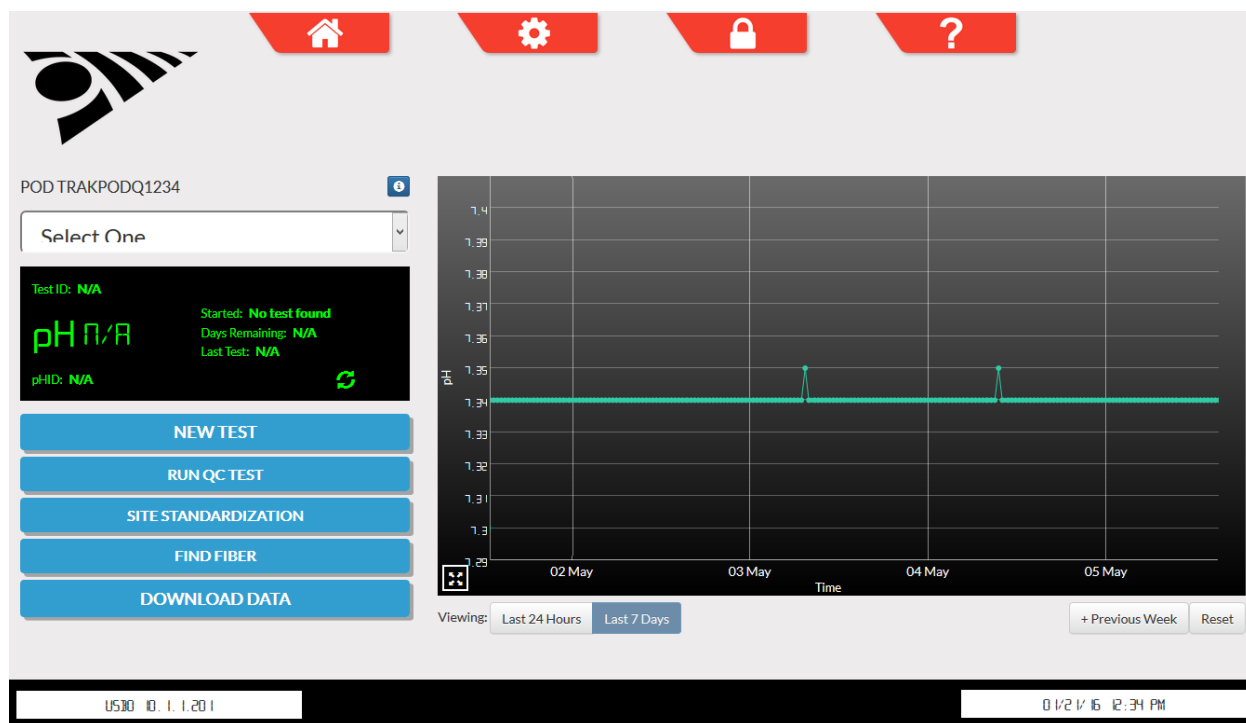 ?
POD TRAKPODQ1234
Select One
Test ID: N/A
pH N/A
Started: No test found
Days Remaining: N/A
Last Test: N/A
pHID: N/A
NEW TEST
RUN QC TEST
SITE STANDARDIZATION
FIND FIBER
DOWNLOAD DATA
7.4
7.39
7.38
7.37
7.36
7.35
7.34
7.33
7.32
7.31
7.3
7.29
pH
02 May 03 May 04 May 05 May
Time
Viewing: Last 24 Hours Last 7 Days + Previous Week Reset
USB0 10.1.1.201
01/21/16 12:34 PM